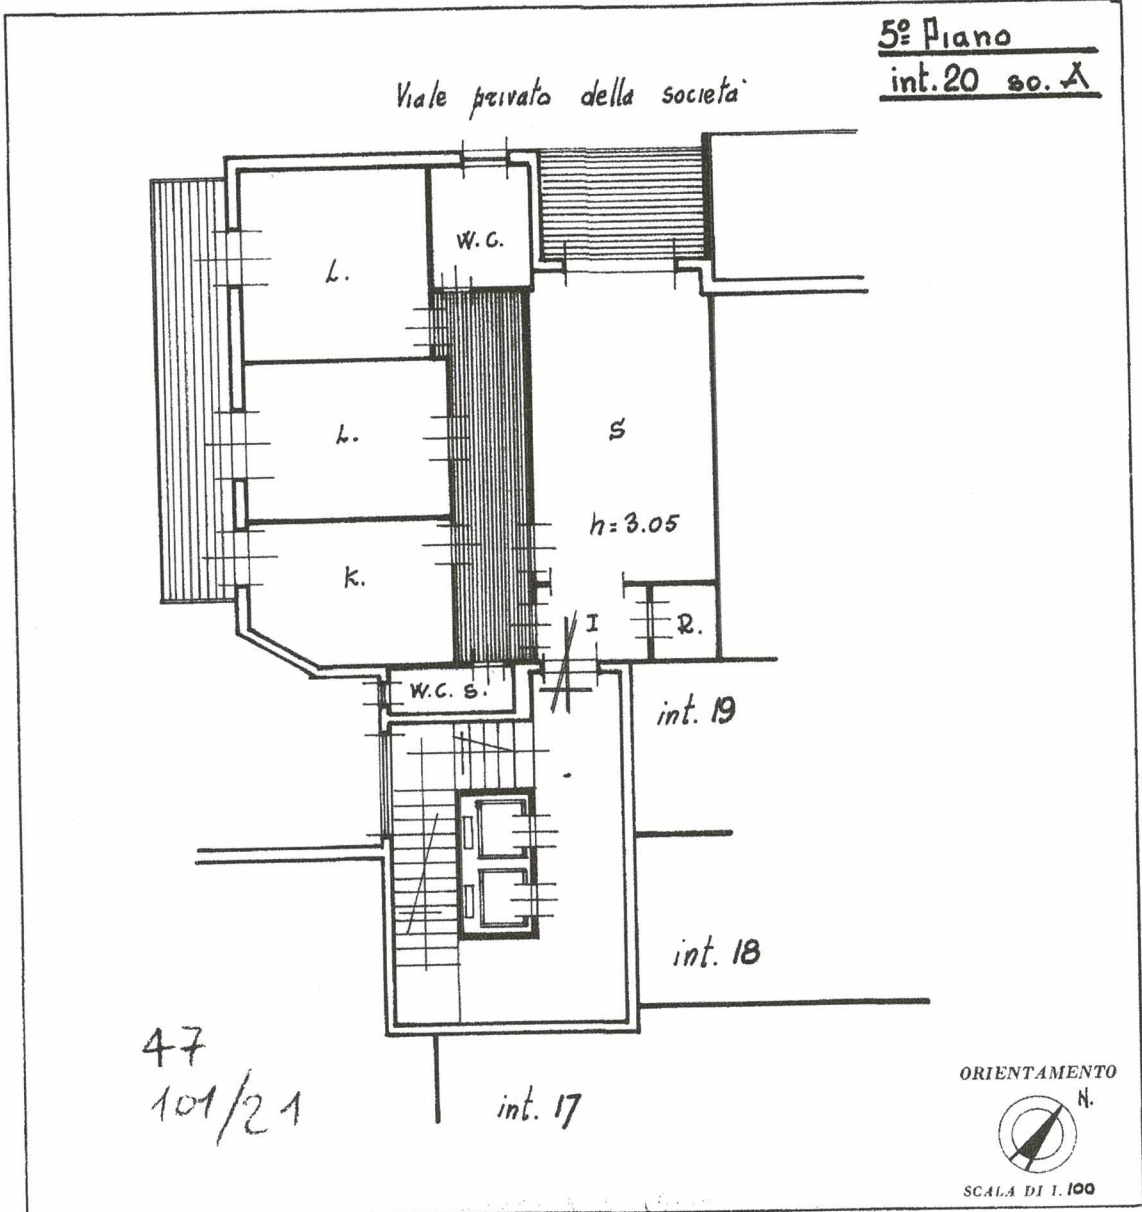 5º Piano
int. 20 sc. A
Viale privato della società
L.
W.C.
L.
S
h = 3.05
K.
I
R.
W.C. S.
int. 19
int. 18
47
101/21
int. 17
ORIENTAMENTO
N.
SCALA DI 1.100